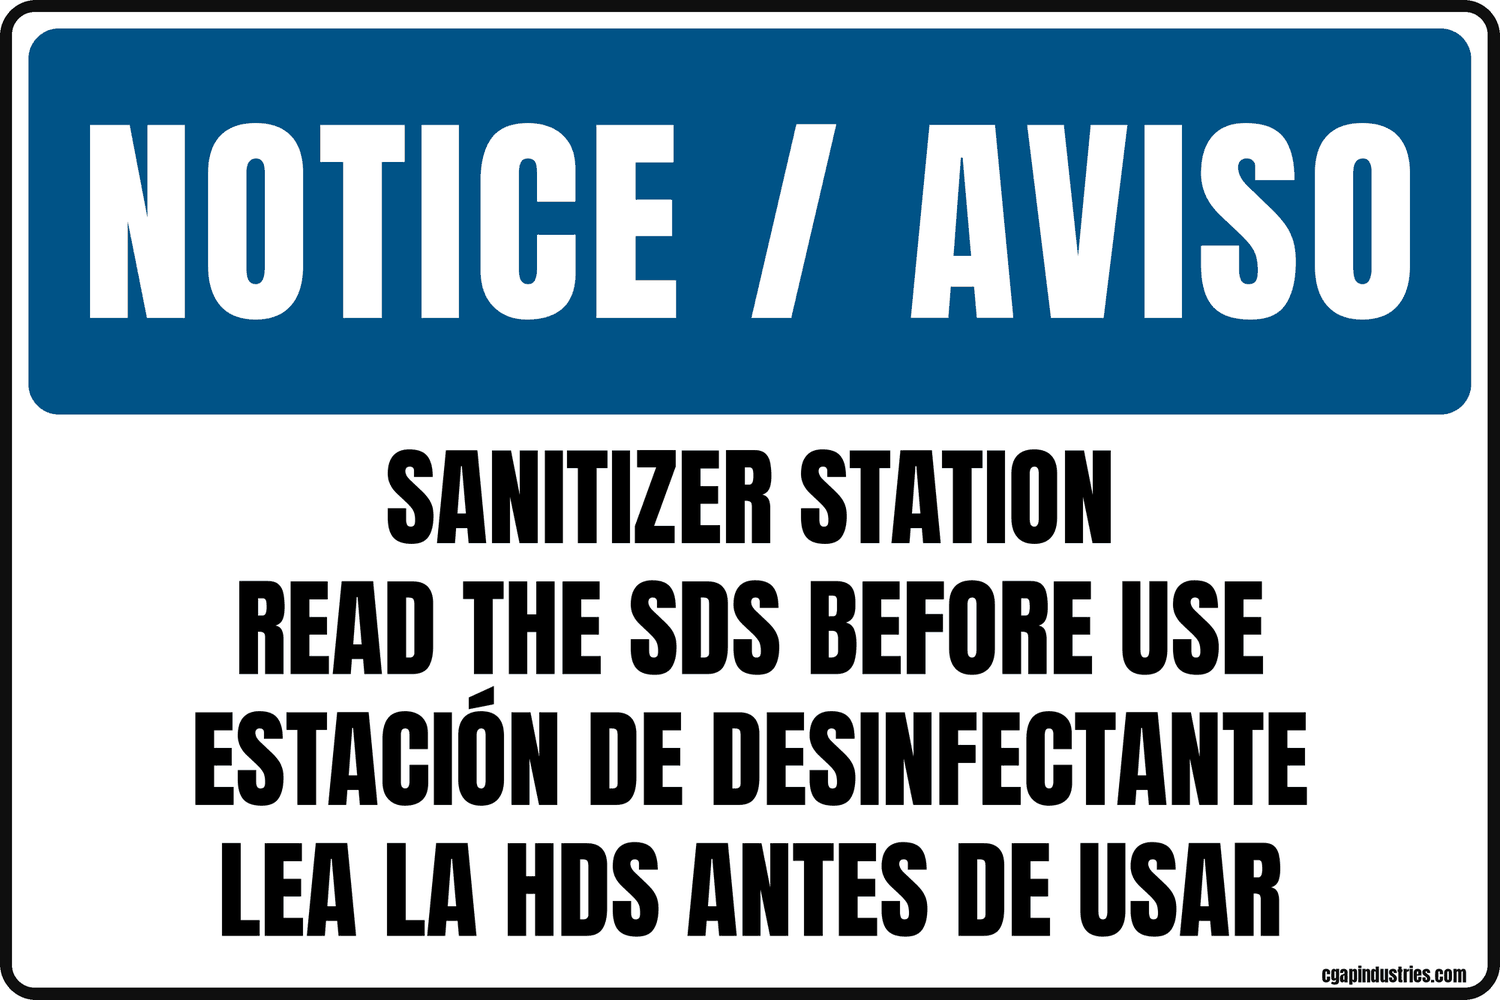 NOTICE / AVISO
SANITIZER STATION
READ THE SDS BEFORE USE
ESTACIÓN DE DESINFECTANTE
LEA LA HDS ANTES DE USAR
cgapindustries.com